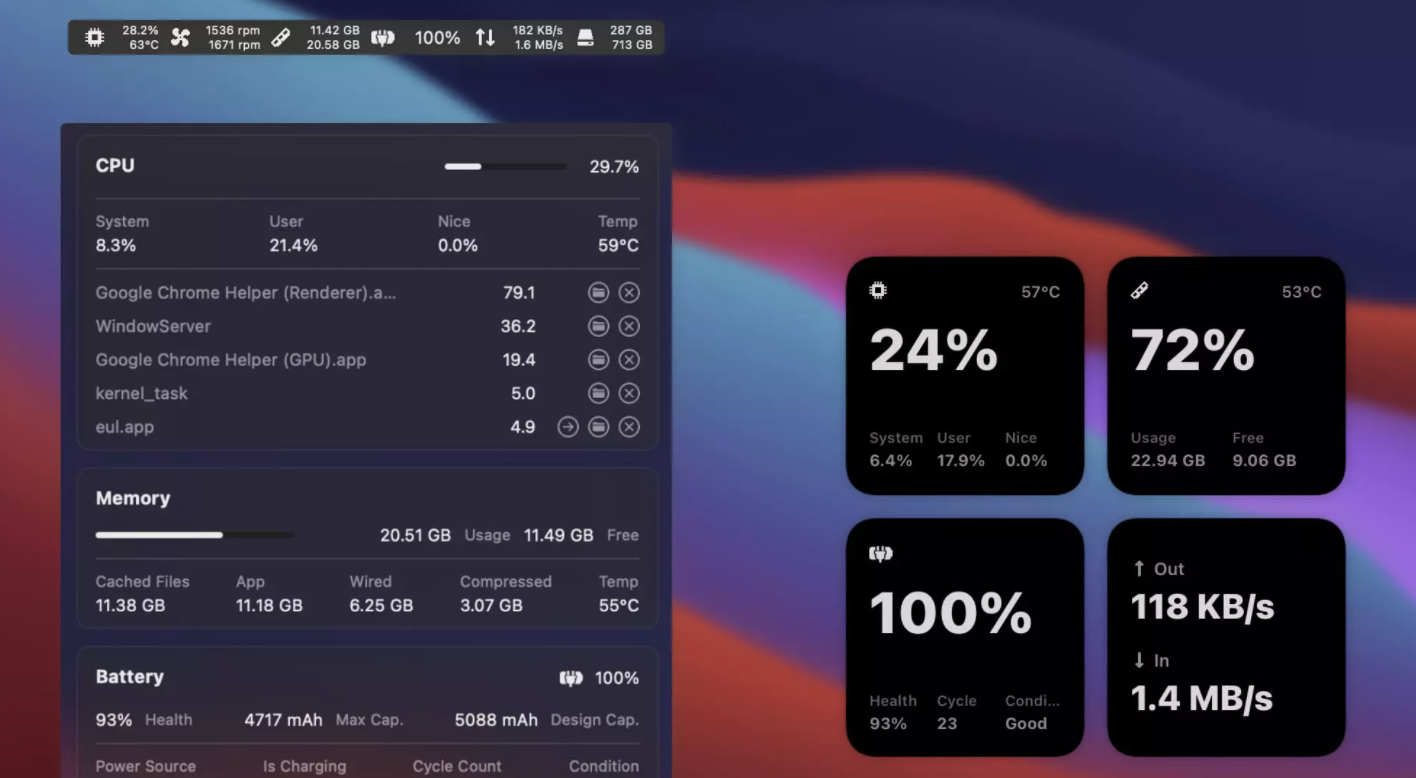 28.2% 1536 rpm 11.42 GB 100% 182 KB/s 287 GB
63°C 1671 rpm 20.58 GB 1.6 MB/s 713 GB
CPU 29.7%
System User Nice Temp
8.3% 21.4% 0.0% 59°C
Google Chrome Helper (Renderer).a... 79.1
WindowServer 36.2
Google Chrome Helper (GPU).app 19.4
kernel_task 5.0
eul.app 4.9
Memory
20.51 GB Usage 11.49 GB Free
Cached Files App Wired Compressed Temp
11.38 GB 11.18 GB 6.25 GB 3.07 GB 55°C
Battery 100%
93% Health 4717 mAh Max Cap. 5088 mAh Design Cap.
Power Source Is Charging Cycle Count Condition
57°C
24%
System User Nice
6.4% 17.9% 0.0%
53°C
72%
Usage Free
22.94 GB 9.06 GB
100%
Health Cycle Condi...
93% 23 Good
↑ Out
118 KB/s
↓ In
1.4 MB/s